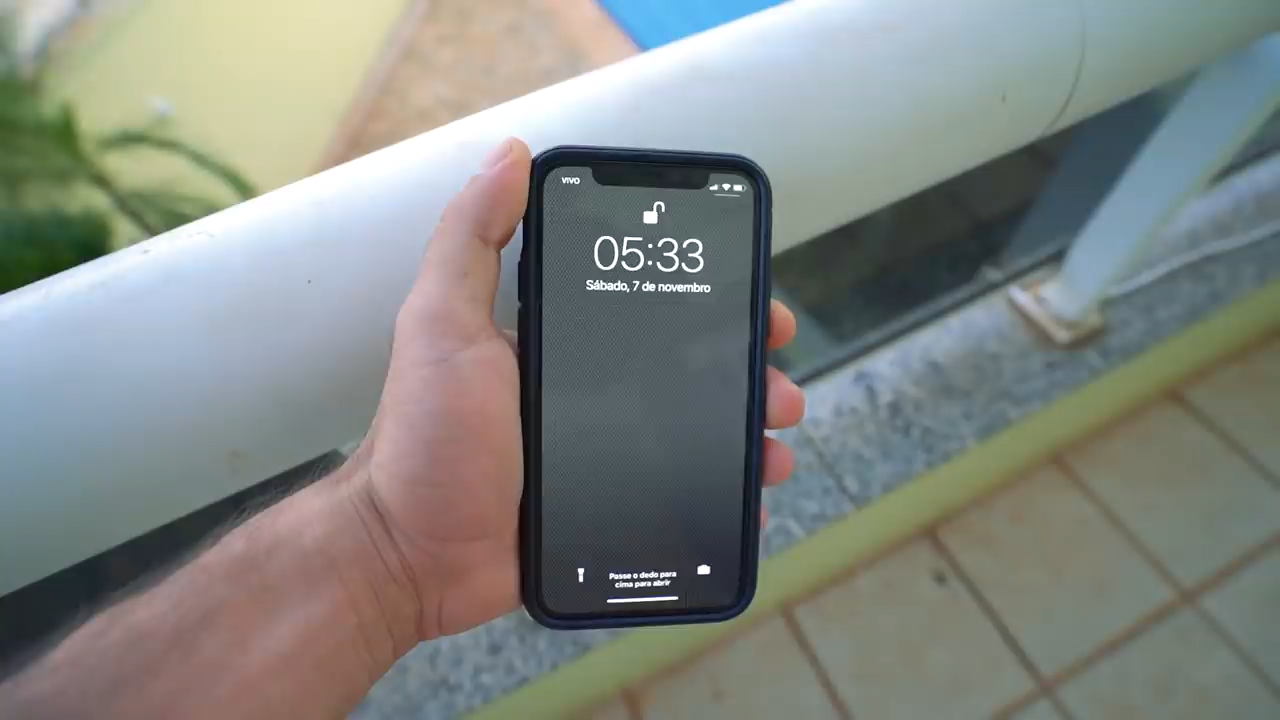 VIVO
05:33
Sábado, 7 de novembro
Passe o dedo para
cima para abrir